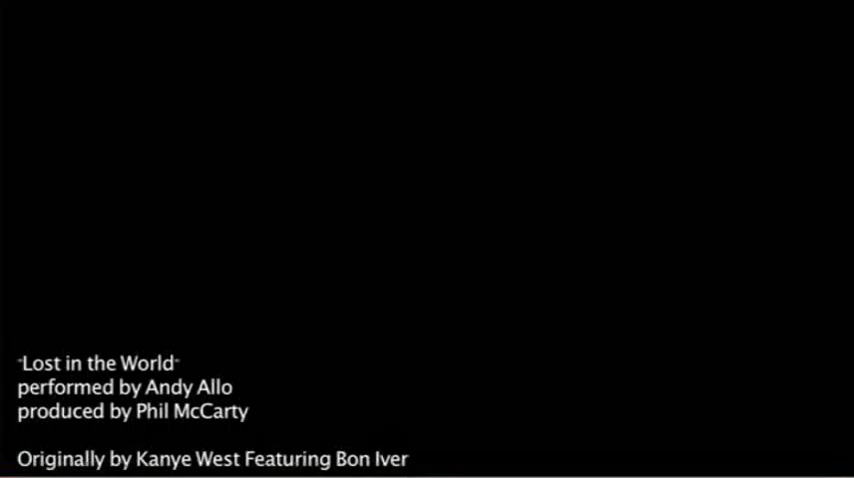 "Lost in the World"
performed by Andy Allo
produced by Phil McCarty
Originally by Kanye West Featuring Bon Iver